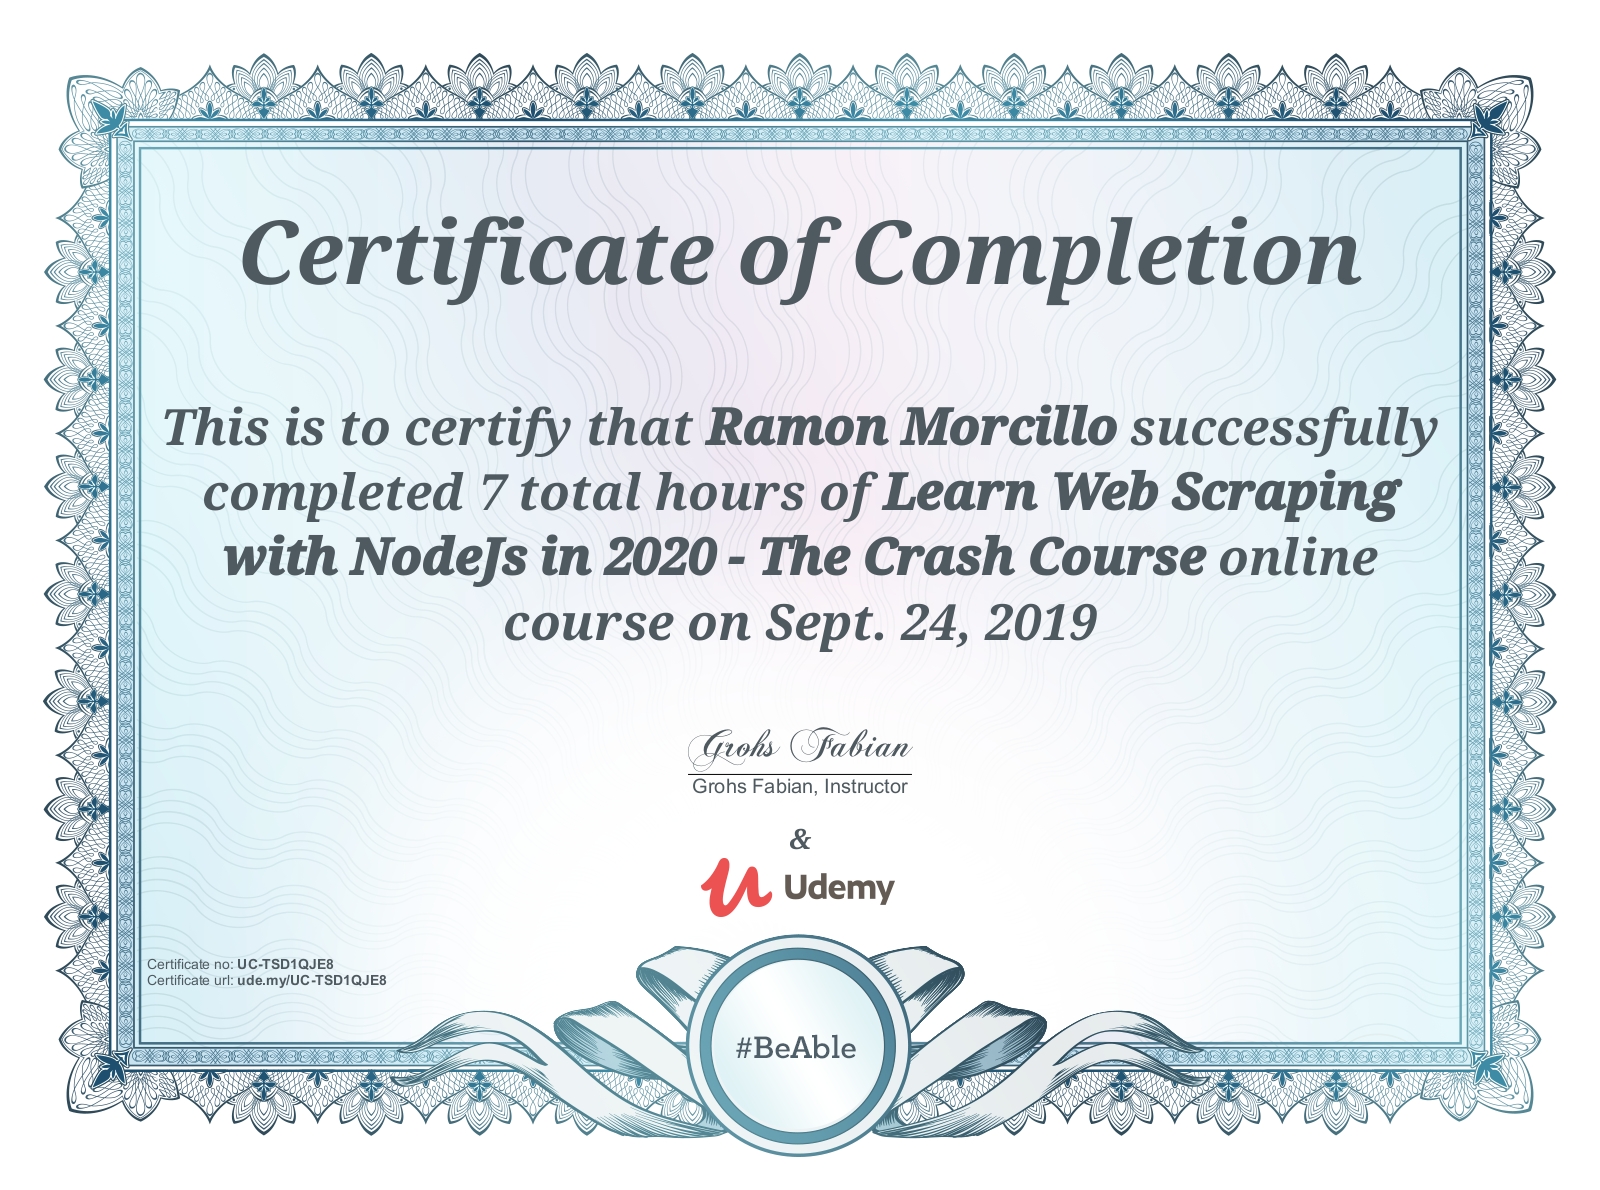 Certificate of Completion
This is to certify that Ramon Morcillo successfully
completed 7 total hours of Learn Web Scraping
with NodeJs in 2020 - The Crash Course online
course on Sept. 24, 2019
Grohs Fabian
Grohs Fabian, Instructor
&
Udemy
Certificate no: UC-TSD1QJE8
Certificate url: ude.my/UC-TSD1QJE8
#BeAble